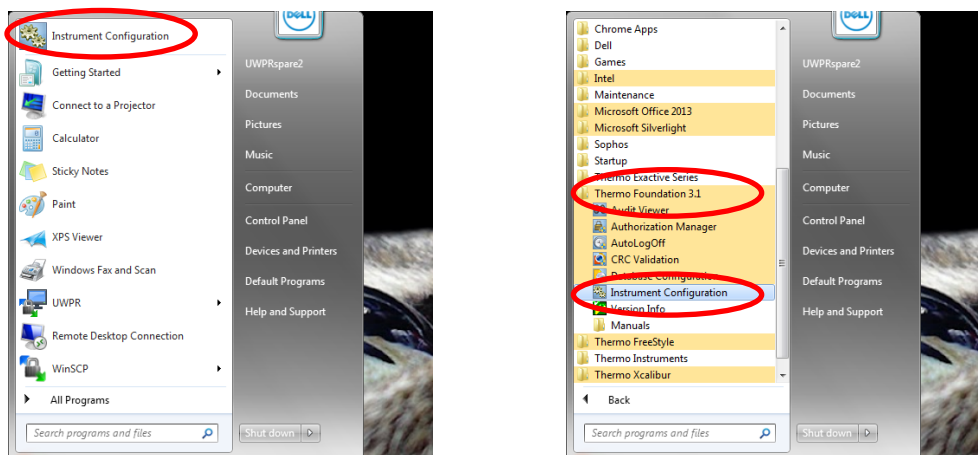 Instrument Configuration
Getting Started
Connect to a Projector
Calculator
Sticky Notes
Paint
XPS Viewer
Windows Fax and Scan
UWPR
Remote Desktop Connection
WinSCP
All Programs
Search programs and files
DELL
UWPRspare2
Documents
Pictures
Music
Computer
Control Panel
Devices and Printers
Default Programs
Help and Support
Shut down
Chrome Apps
Dell
Games
Intel
Maintenance
Microsoft Office 2013
Microsoft Silverlight
Sophos
Startup
Thermo Exactive Series
Thermo Foundation 3.1
Audit Viewer
Authorization Manager
AutoLogOff
CRC Validation
Database Configuration
Instrument Configuration
Version Info
Manuals
Thermo FreeStyle
Thermo Instruments
Thermo Xcalibur
Back
Search programs and files
DELL
UWPRspare2
Documents
Pictures
Music
Computer
Control Panel
Devices and Printers
Default Programs
Help and Support
Shut down